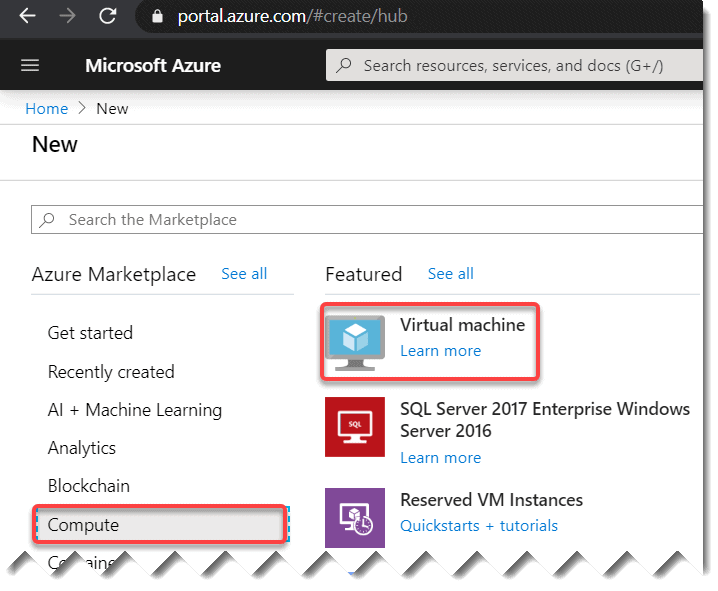 portal.azure.com/#create/hub
Microsoft Azure
Search resources, services, and docs (G+/)
Home > New
New
Search the Marketplace
Azure Marketplace See all
Get started
Recently created
AI + Machine Learning
Analytics
Blockchain
Compute
Featured See all
Virtual machine
Learn more
SQL
SQL Server 2017 Enterprise Windows
Server 2016
Learn more
Reserved VM Instances
Quickstarts + tutorials